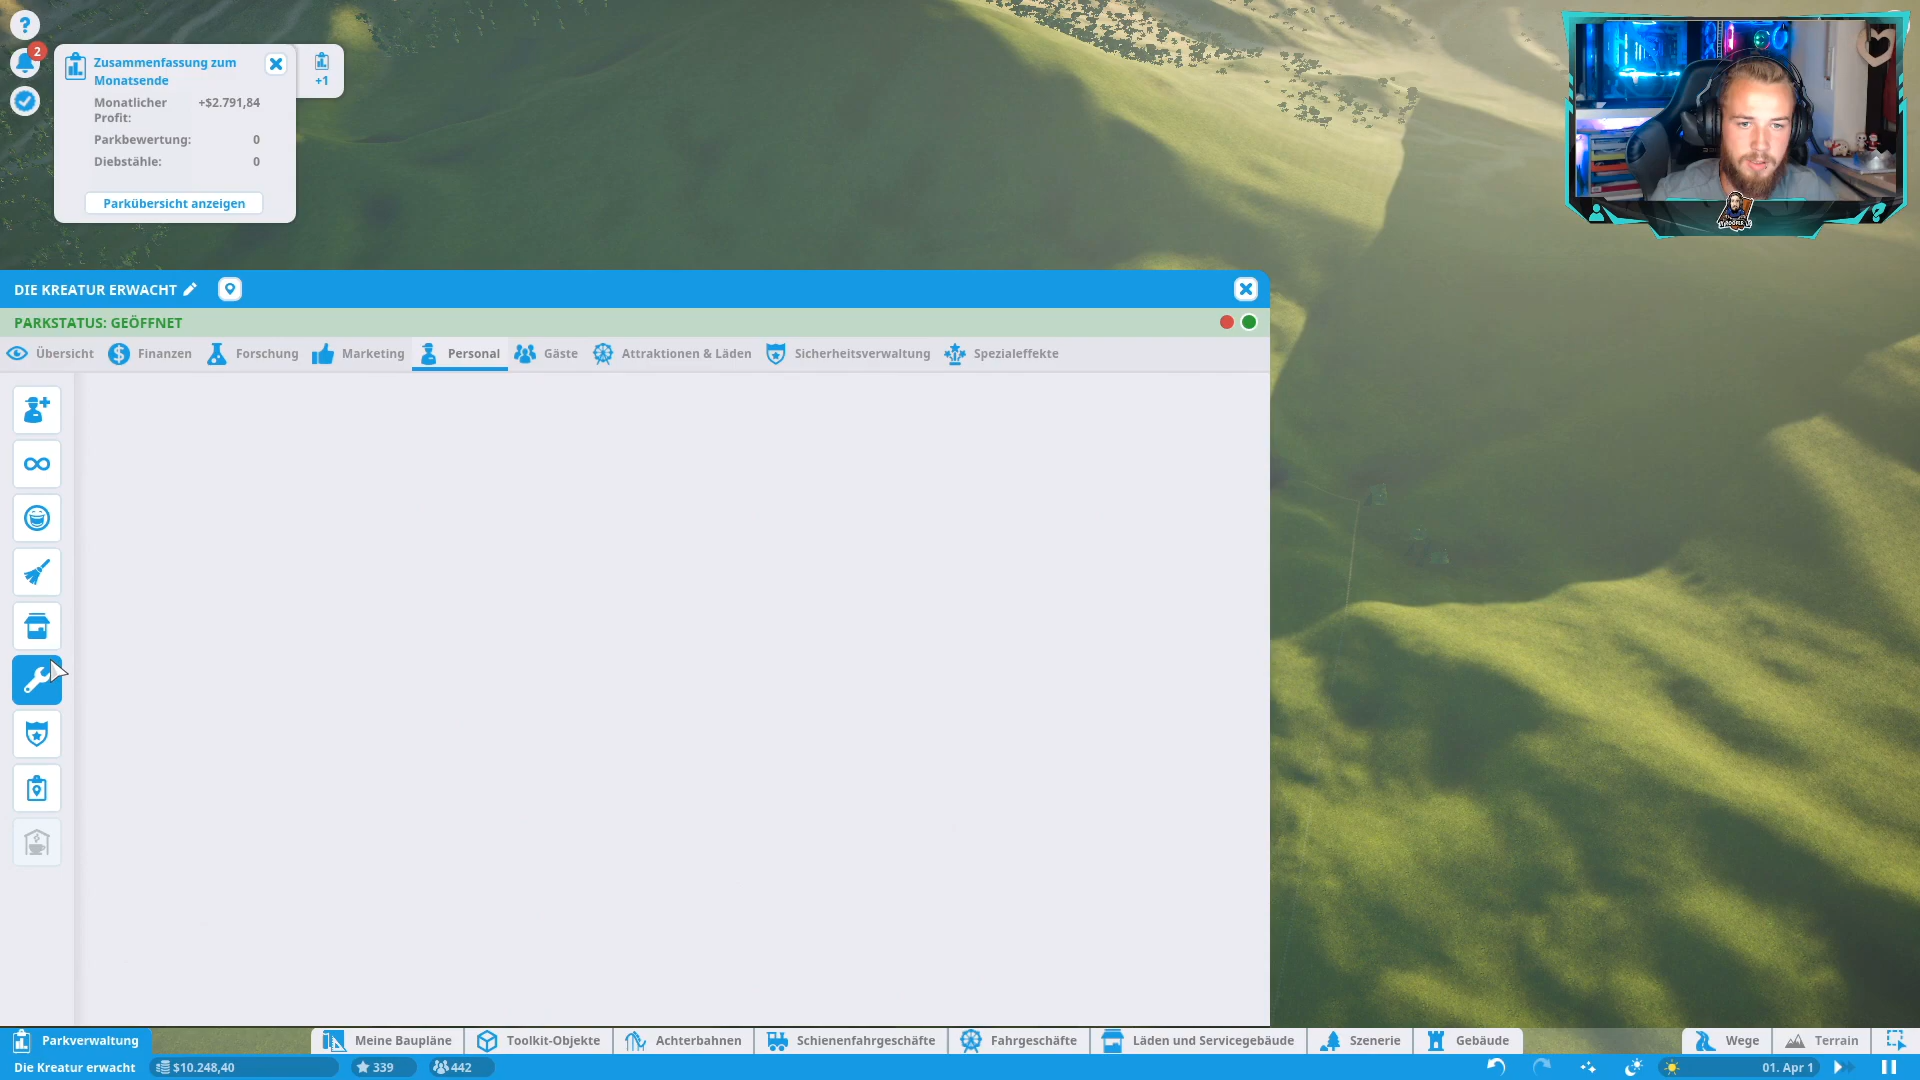 ?
2
Zusammenfassung zum
Monatsende
Monatlicher
Profit:
+$2.791,84
Parkbewertung:
0
Diebstähle:
0
Parkübersicht anzeigen
+1
DIE KREATUR ERWACHT
PARKSTATUS: GEÖFFNET
Übersicht
Finanzen
Forschung
Marketing
Personal
Gäste
Attraktionen & Läden
Sicherheitsverwaltung
Spezialeffekte
Parkverwaltung
Meine Baupläne
Toolkit-Objekte
Achterbahnen
Schienenfahrgeschäfte
Fahrgeschäfte
Läden und Servicegebäude
Szenerie
Gebäude
Wege
Terrain
Die Kreatur erwacht
$10.248,40
339
442
01. Apr 1